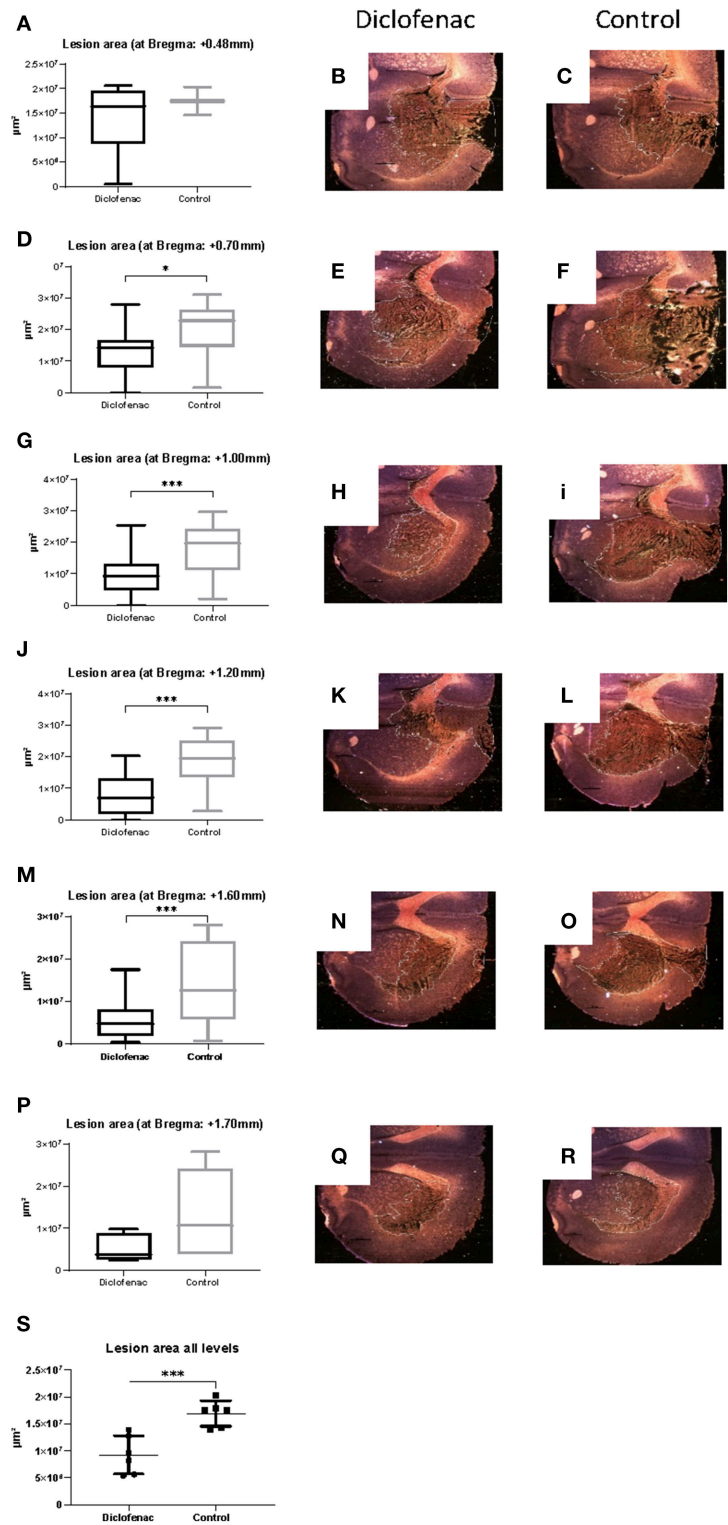 Diclofenac Control
A
Lesion area (at Bregma: +0.48mm)
2.5×10⁷
2×10⁷
1.5×10⁷
1×10⁷
5×10⁶
0
µm²
Diclofenac Control
B
C
D
Lesion area (at Bregma: +0.70mm)
*
0⁷
3×10⁷
2×10⁷
1×10⁷
0
µm²
Diclofenac Control
E
F
G
Lesion area (at Bregma: +1.00mm)
***
4×10⁷
3×10⁷
2×10⁷
1×10⁷
0
µm²
Diclofenac Control
H
i
J
Lesion area (at Bregma: +1.20mm)
***
4×10⁷
3×10⁷
2×10⁷
1×10⁷
0
µm²
Diclofenac Control
K
L
M
Lesion area (at Bregma: +1.60mm)
***
3×10⁷
2×10⁷
1×10⁷
0
µm²
Diclofenac Control
N
O
P
Lesion area (at Bregma: +1.70mm)
3×10⁷
2×10⁷
1×10⁷
0
µm²
Diclofenac Control
Q
R
S
Lesion area all levels
***
2.5×10⁷
2×10⁷
1.5×10⁷
1×10⁷
5×10⁶
0
µm²
Diclofenac Control